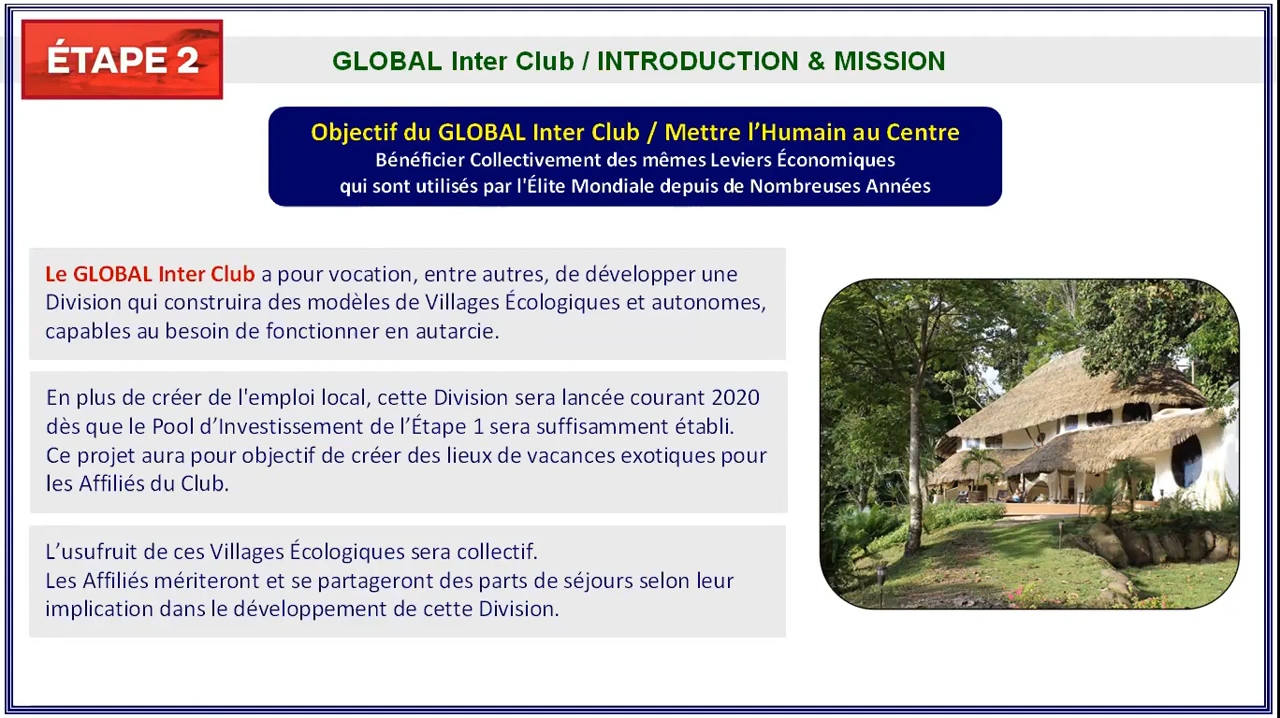 ÉTAPE 2
GLOBAL Inter Club / INTRODUCTION & MISSION
Objectif du GLOBAL Inter Club / Mettre l’Humain au Centre
Bénéficier Collectivement des mêmes Leviers Économiques
qui sont utilisés par l'Élite Mondiale depuis de Nombreuses Années
Le GLOBAL Inter Club a pour vocation, entre autres, de développer une
Division qui construira des modèles de Villages Écologiques et autonomes,
capables au besoin de fonctionner en autarcie.
En plus de créer de l'emploi local, cette Division sera lancée courant 2020
dès que le Pool d’Investissement de l’Étape 1 sera suffisamment établi.
Ce projet aura pour objectif de créer des lieux de vacances exotiques pour
les Affiliés du Club.
L’usufruit de ces Villages Écologiques sera collectif.
Les Affiliés mériteront et se partageront des parts de séjours selon leur
implication dans le développement de cette Division.